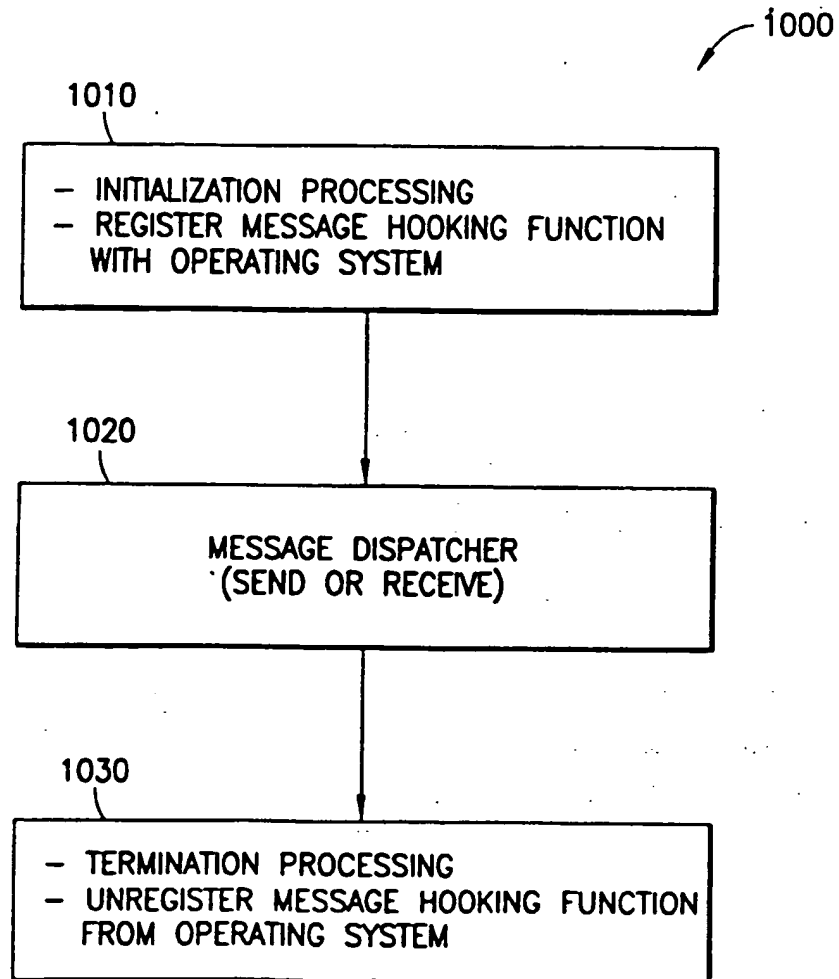 1000
1010
- INITIALIZATION PROCESSING
- REGISTER MESSAGE HOOKING FUNCTION
WITH OPERATING SYSTEM
1020
MESSAGE DISPATCHER
(SEND OR RECEIVE)
1030
- TERMINATION PROCESSING
- UNREGISTER MESSAGE HOOKING FUNCTION
FROM OPERATING SYSTEM